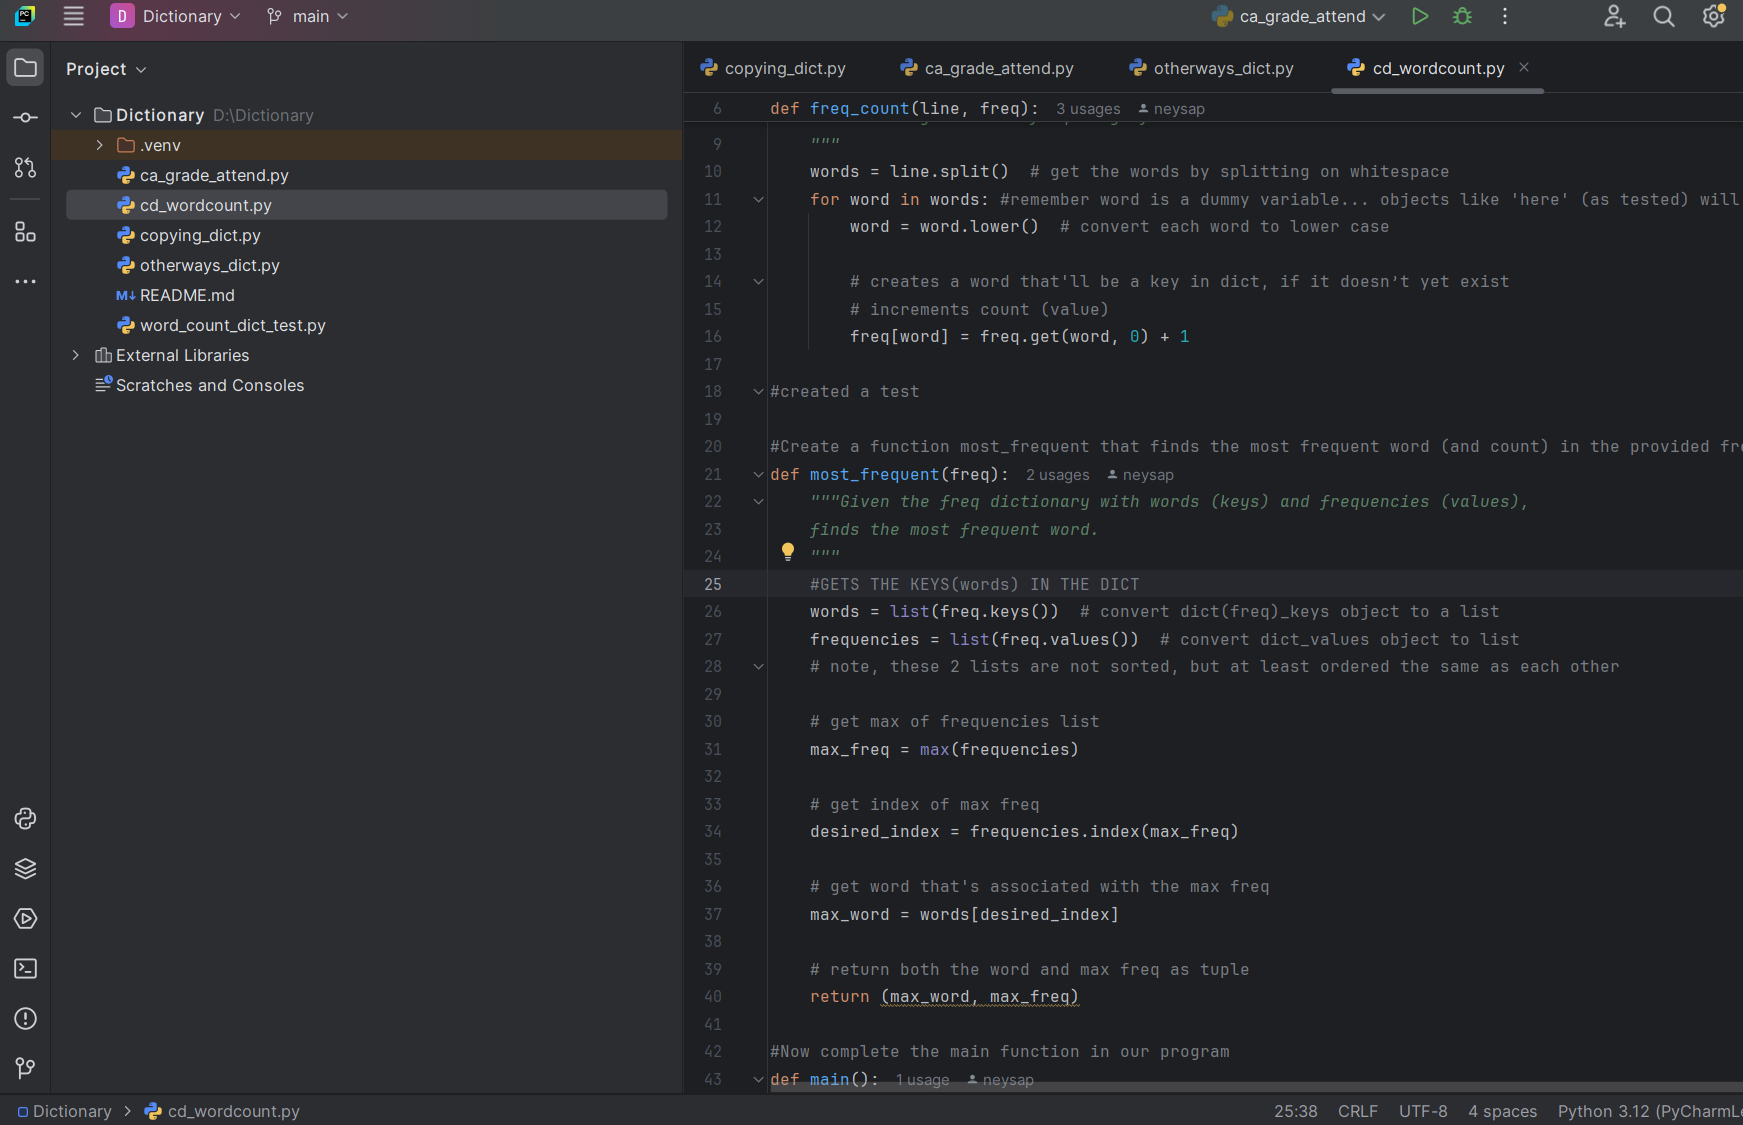 PC
D Dictionary main ca_grade_attend
Project
Dictionary D:\Dictionary
.venv
ca_grade_attend.py
cd_wordcount.py
copying_dict.py
otherways_dict.py
M↓ README.md
word_count_dict_test.py
External Libraries
Scratches and Consoles
copying_dict.py ca_grade_attend.py otherways_dict.py cd_wordcount.py
6 def freq_count(line, freq): 3 usages neysap
9 """
10 words = line.split() # get the words by splitting on whitespace
11 for word in words: #remember word is a dummy variable... objects like 'here' (as tested) will
12 word = word.lower() # convert each word to lower case
13
14 # creates a word that'll be a key in dict, if it doesn’t yet exist
15 # increments count (value)
16 freq[word] = freq.get(word, 0) + 1
17
18 #created a test
19
20 #Create a function most_frequent that finds the most frequent word (and count) in the provided fre
21 def most_frequent(freq): 2 usages neysap
22 """Given the freq dictionary with words (keys) and frequencies (values),
23 finds the most frequent word.
24 """
25 #GETS THE KEYS(words) IN THE DICT
26 words = list(freq.keys()) # convert dict(freq)_keys object to a list
27 frequencies = list(freq.values()) # convert dict_values object to list
28 # note, these 2 lists are not sorted, but at least ordered the same as each other
29
30 # get max of frequencies list
31 max_freq = max(frequencies)
32
33 # get index of max freq
34 desired_index = frequencies.index(max_freq)
35
36 # get word that's associated with the max freq
37 max_word = words[desired_index]
38
39 # return both the word and max freq as tuple
40 return (max_word, max_freq)
41
42 #Now complete the main function in our program
43 def main(): 1 usage neysap
Dictionary > cd_wordcount.py 25:38 CRLF UTF-8 4 spaces Python 3.12 (PyCharmLe